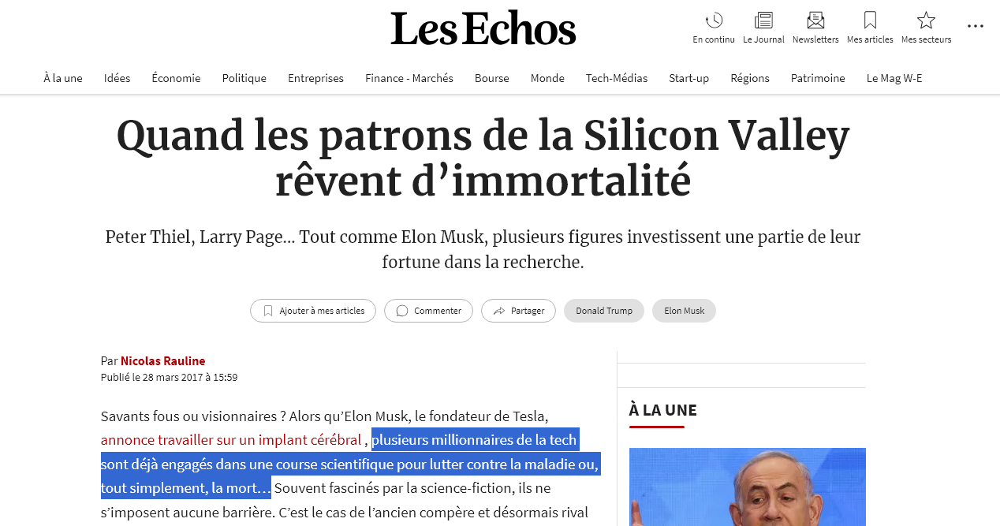 Les Echos
En continu
Le Journal
Newsletters
Mes articles
Mes secteurs
À la une
Idées
Économie
Politique
Entreprises
Finance - Marchés
Bourse
Monde
Tech-Médias
Start-up
Régions
Patrimoine
Le Mag W-E
Quand les patrons de la Silicon Valley
rêvent d’immortalité
Peter Thiel, Larry Page... Tout comme Elon Musk, plusieurs figures investissent une partie de leur
fortune dans la recherche.
Ajouter à mes articles
Commenter
Partager
Donald Trump
Elon Musk
Par Nicolas Rauline
Publié le 28 mars 2017 à 15:59
Savants fous ou visionnaires ? Alors qu’Elon Musk, le fondateur de Tesla,
annonce travailler sur un implant cérébral , plusieurs millionnaires de la tech
sont déjà engagés dans une course scientifique pour lutter contre la maladie ou,
tout simplement, la mort… Souvent fascinés par la science-fiction, ils ne
s’imposent aucune barrière. C’est le cas de l’ancien compère et désormais rival
À LA UNE